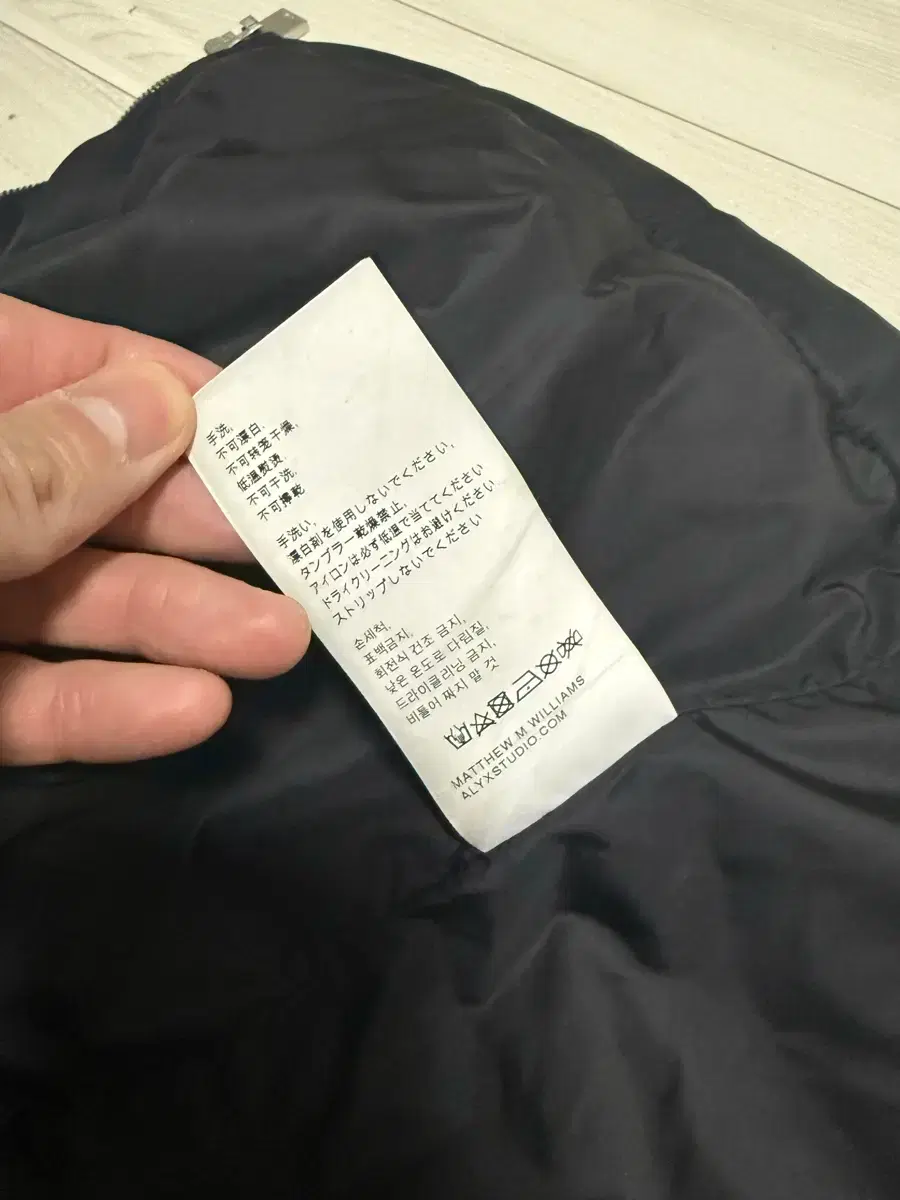 手洗,
不可漂白,
不可转笼干燥,
低温熨烫,
不可干洗,
不可擰乾
手洗い,
漂白剤を使用しないでください,
タンブラー乾燥禁止,
アイロンは必ず低温で当ててください
ドライクリーニングはお避けください
ストリップしないでください
손세척,
표백금지,
회전식 건조 금지,
낮은 온도로 다림질,
드라이클리닝 금지,
비틀어 짜지 말 것
MATTHEW M WILLIAMS
ALYXSTUDIO.COM